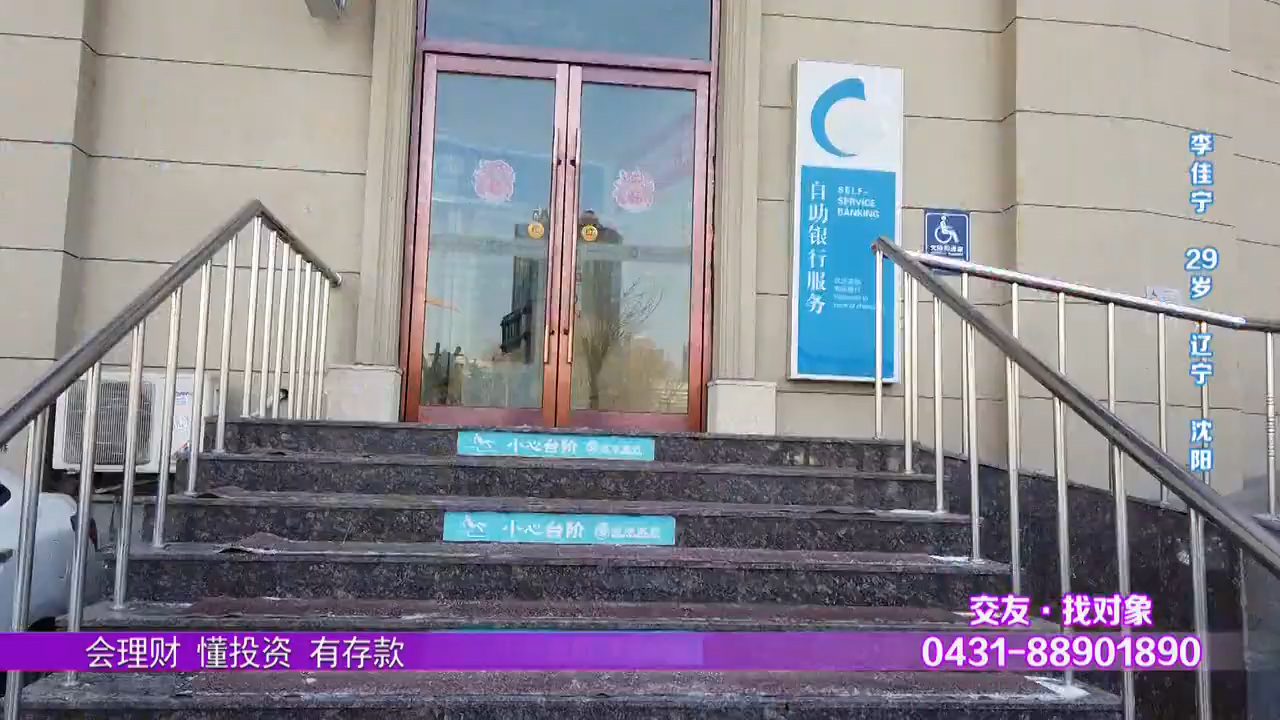 自助银行服务
SELF-
SERVICE
BANKING
李佳宁 29岁 辽宁 沈阳
小心台阶
小心台阶
交友·找对象
会理财 懂投资 有存款
0431-88901890